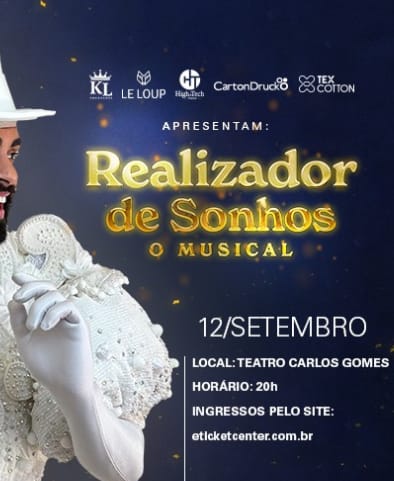 KL
LE LOUP
HT
High-Tech
CartonDruck
TEX
COTTON
APRESENTAM:
Realizador
de Sonhos
O MUSICAL
12/SETEMBRO
LOCAL: TEATRO CARLOS GOMES
HORÁRIO: 20h
INGRESSOS PELO SITE:
eticketcenter.com.br